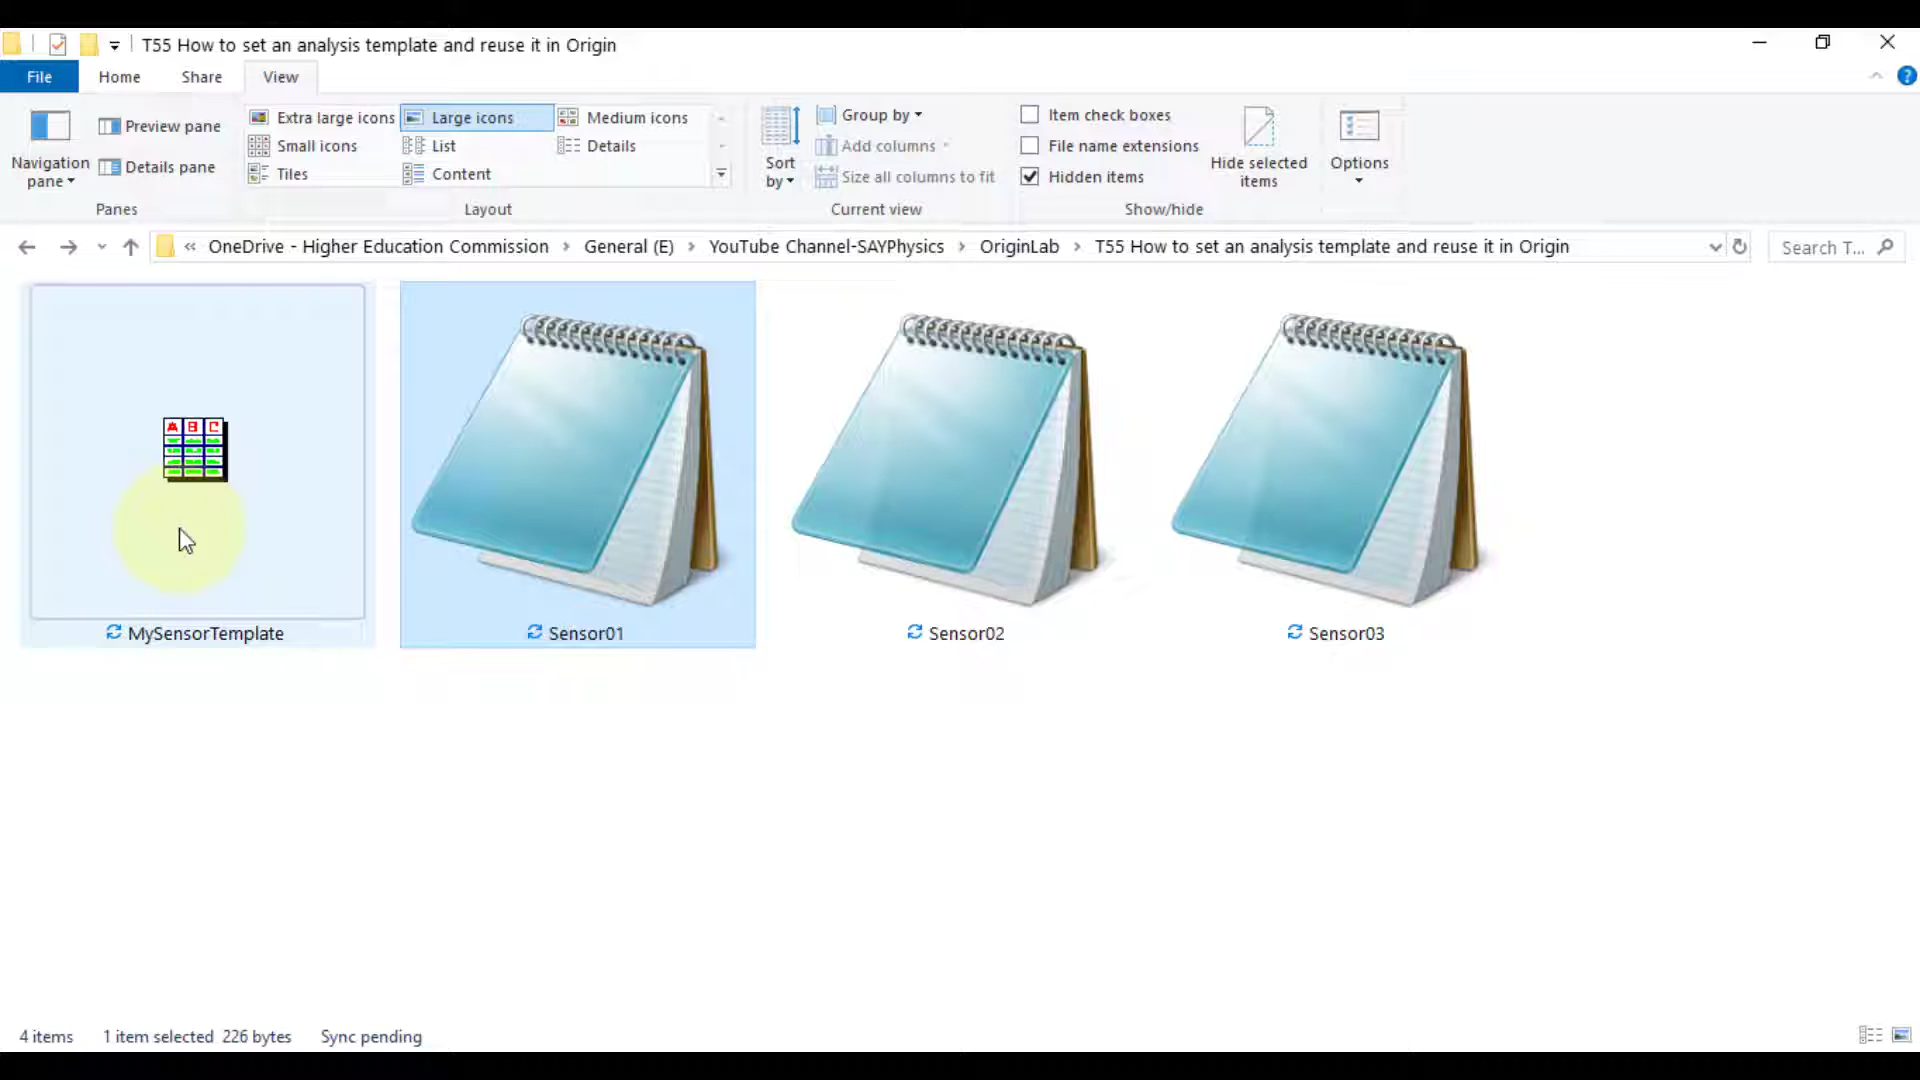 T55 How to set an analysis template and reuse it in Origin
File Home Share View
Navigation pane
Preview pane
Details pane
Panes
Extra large icons Large icons Medium icons
Small icons List Details
Tiles Content
Layout
Sort by
Group by
Add columns
Size all columns to fit
Current view
Item check boxes
File name extensions
Hidden items
Hide selected items
Show/hide
Options
« OneDrive - Higher Education Commission › General (E) › YouTube Channel-SAYPhysics › OriginLab › T55 How to set an analysis template and reuse it in Origin
Search T...
A B C
MySensorTemplate Sensor01 Sensor02 Sensor03
4 items 1 item selected 226 bytes Sync pending